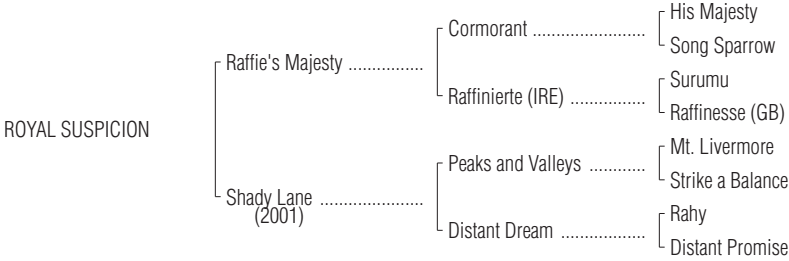 His Majesty
Cormorant ........................
Song Sparrow
Raffie's Majesty ................
Surumu
Raffinierte (IRE) ................
Raffinesse (GB)
ROYAL SUSPICION
Mt. Livermore
Peaks and Valleys ............
Strike a Balance
Shady Lane ......................
(2001)
Rahy
Distant Dream ..................
Distant Promise